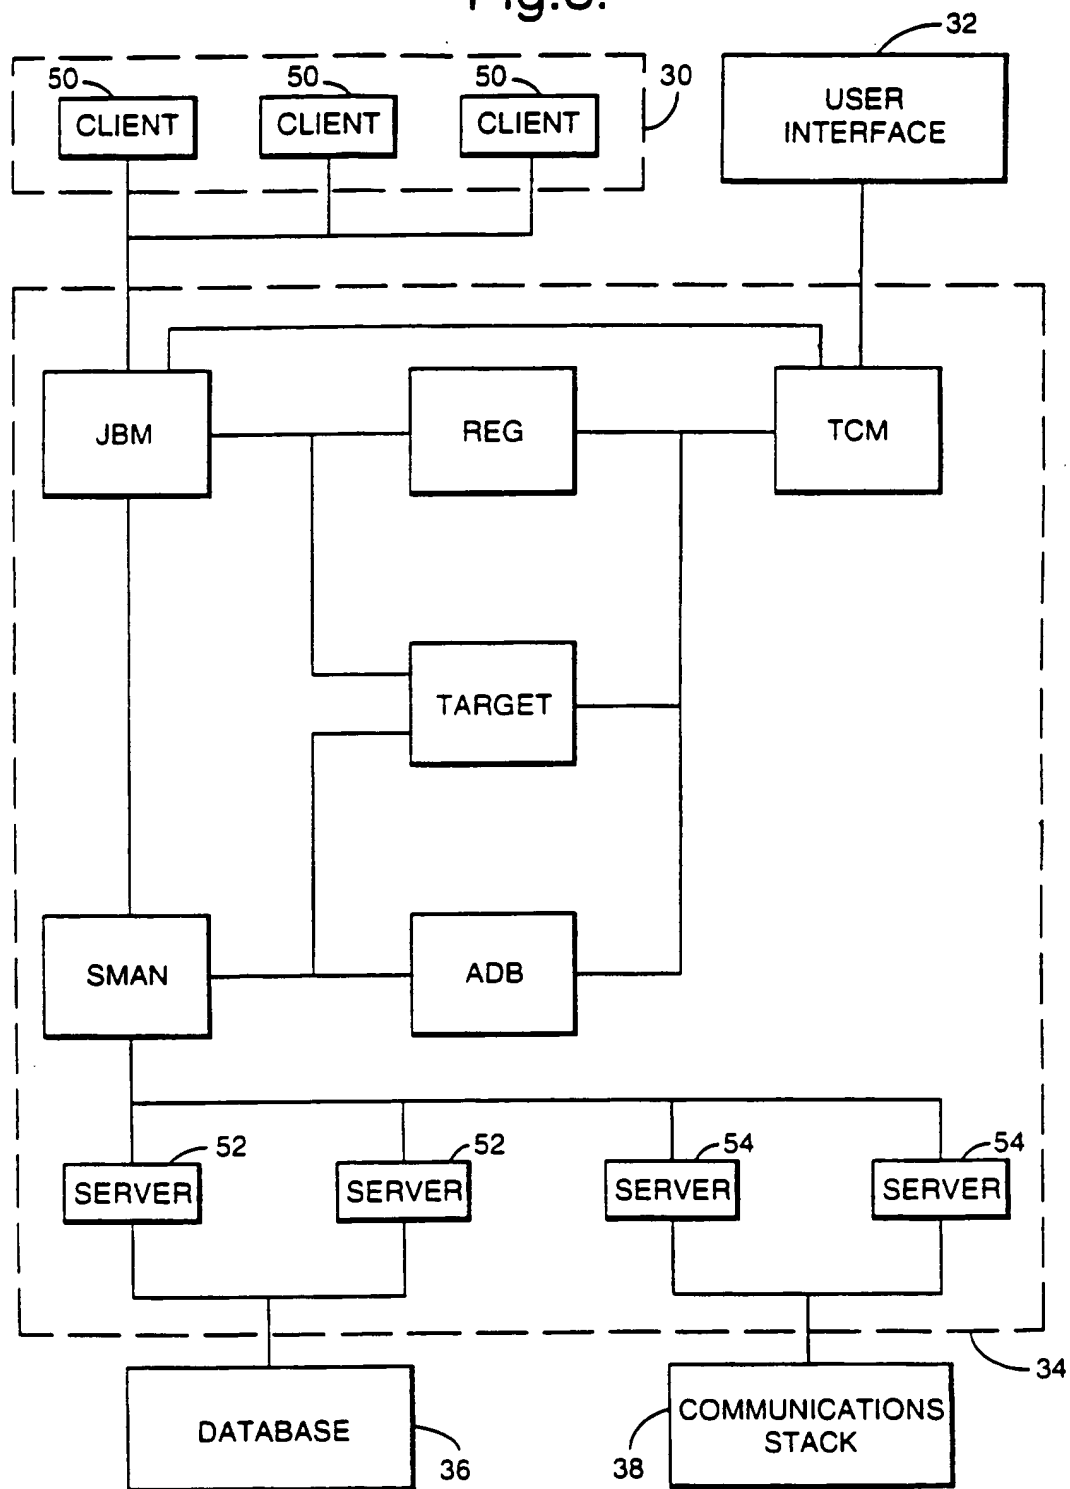 32
50
50
50
30
CLIENT
CLIENT
CLIENT
USER
INTERFACE
JBM
REG
TCM
TARGET
SMAN
ADB
52
52
54
54
SERVER
SERVER
SERVER
SERVER
34
DATABASE
36
38
COMMUNICATIONS
STACK